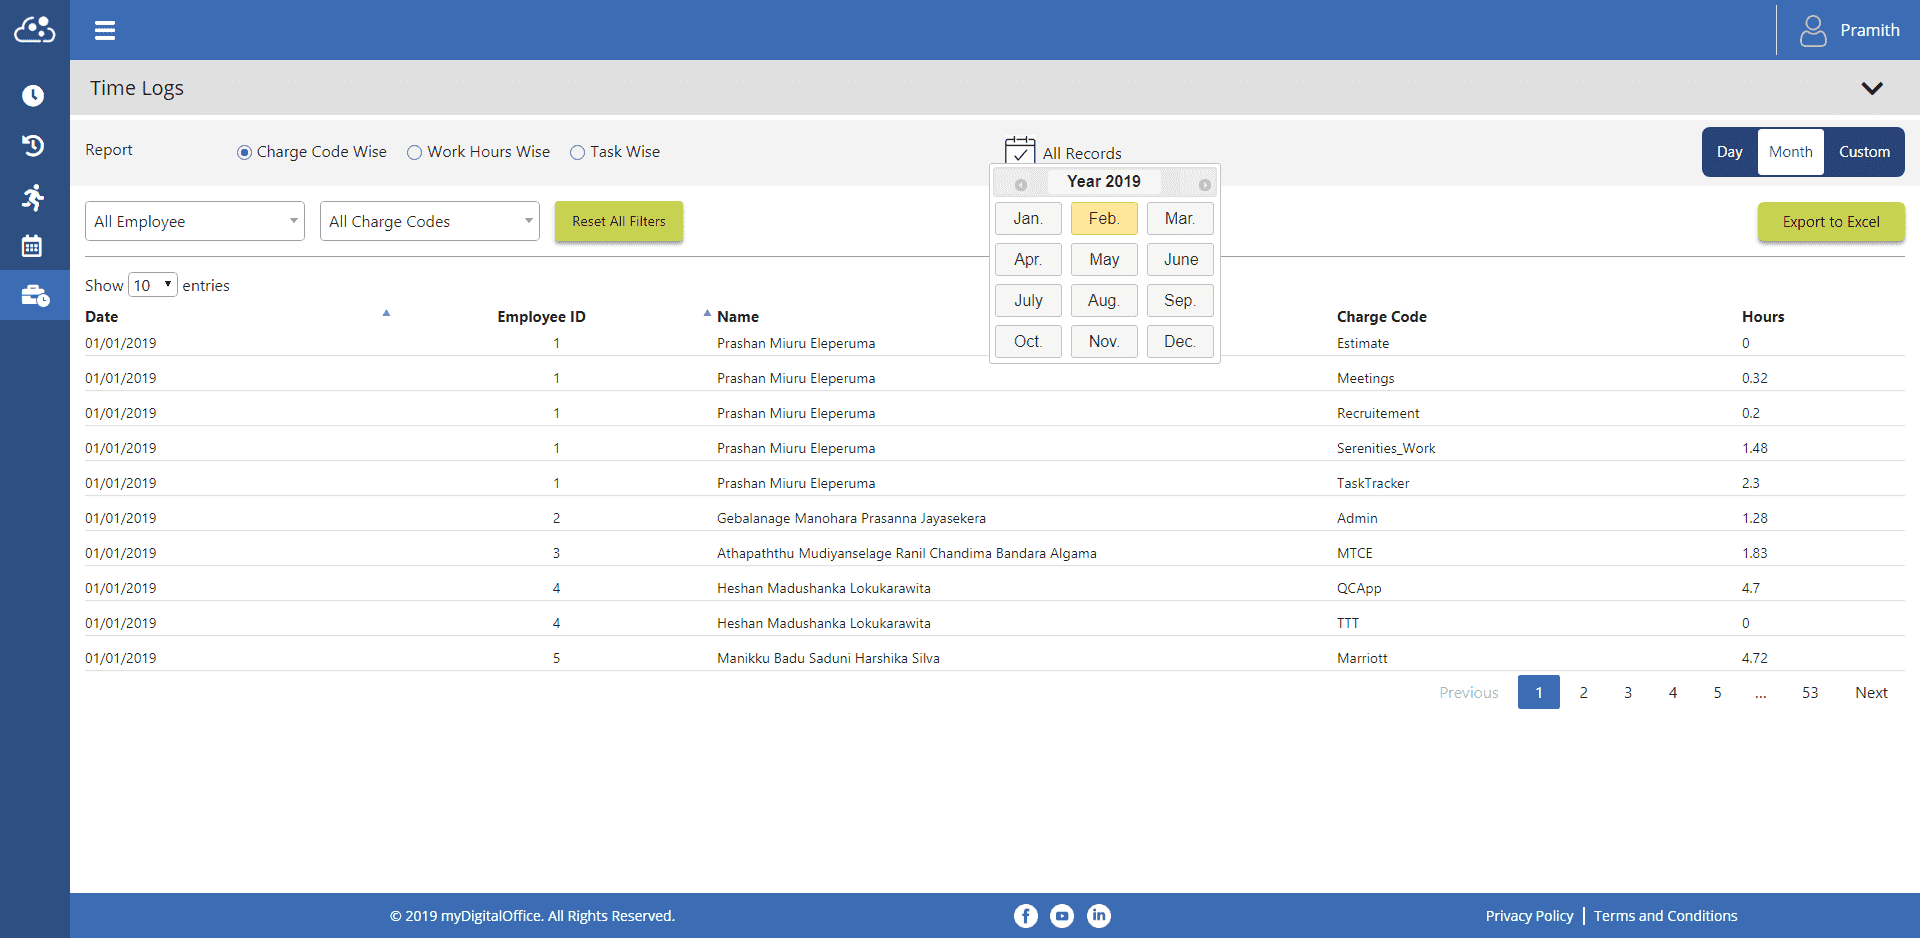 Pramith
Time Logs
Report Charge Code Wise Work Hours Wise Task Wise All Records Day Month Custom
Year 2019
Jan. Feb. Mar.
Apr. May June
July Aug. Sep.
Oct. Nov. Dec.
All Employee All Charge Codes Reset All Filters Export to Excel
Show 10 entries
Date Employee ID Name Charge Code Hours
01/01/2019 1 Prashan Miuru Eleperuma Estimate 0
01/01/2019 1 Prashan Miuru Eleperuma Meetings 0.32
01/01/2019 1 Prashan Miuru Eleperuma Recruitement 0.2
01/01/2019 1 Prashan Miuru Eleperuma Serenities_Work 1.48
01/01/2019 1 Prashan Miuru Eleperuma TaskTracker 2.3
01/01/2019 2 Gebalanage Manohara Prasanna Jayasekera Admin 1.28
01/01/2019 3 Athapaththu Mudiyanselage Ranil Chandima Bandara Algama MTCE 1.83
01/01/2019 4 Heshan Madushanka Lokukarawita QCApp 4.7
01/01/2019 4 Heshan Madushanka Lokukarawita TTT 0
01/01/2019 5 Manikku Badu Saduni Harshika Silva Marriott 4.72
Previous 1 2 3 4 5 ... 53 Next
© 2019 myDigitalOffice. All Rights Reserved. Privacy Policy | Terms and Conditions